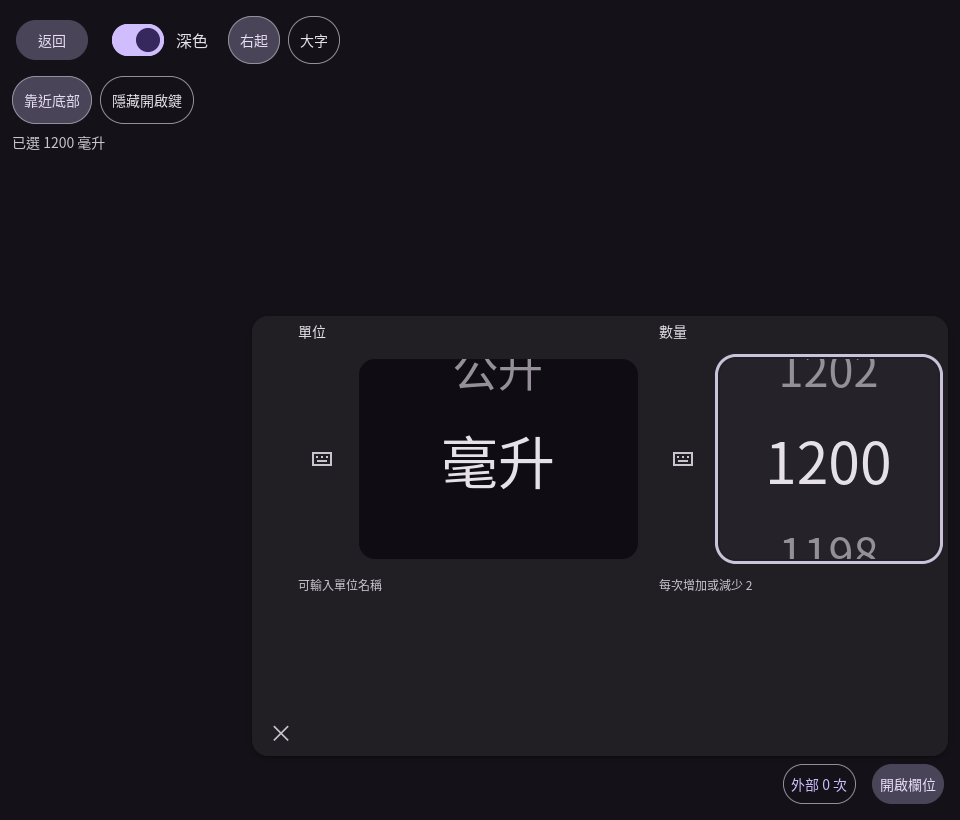 返回
深色
右起
大字
靠近底部
隱藏開啟鍵
已選 1200 毫升
單位
數量
公升
毫升
1202
1200
1198
可輸入單位名稱
每次增加或減少 2
外部 0 次
開啟欄位